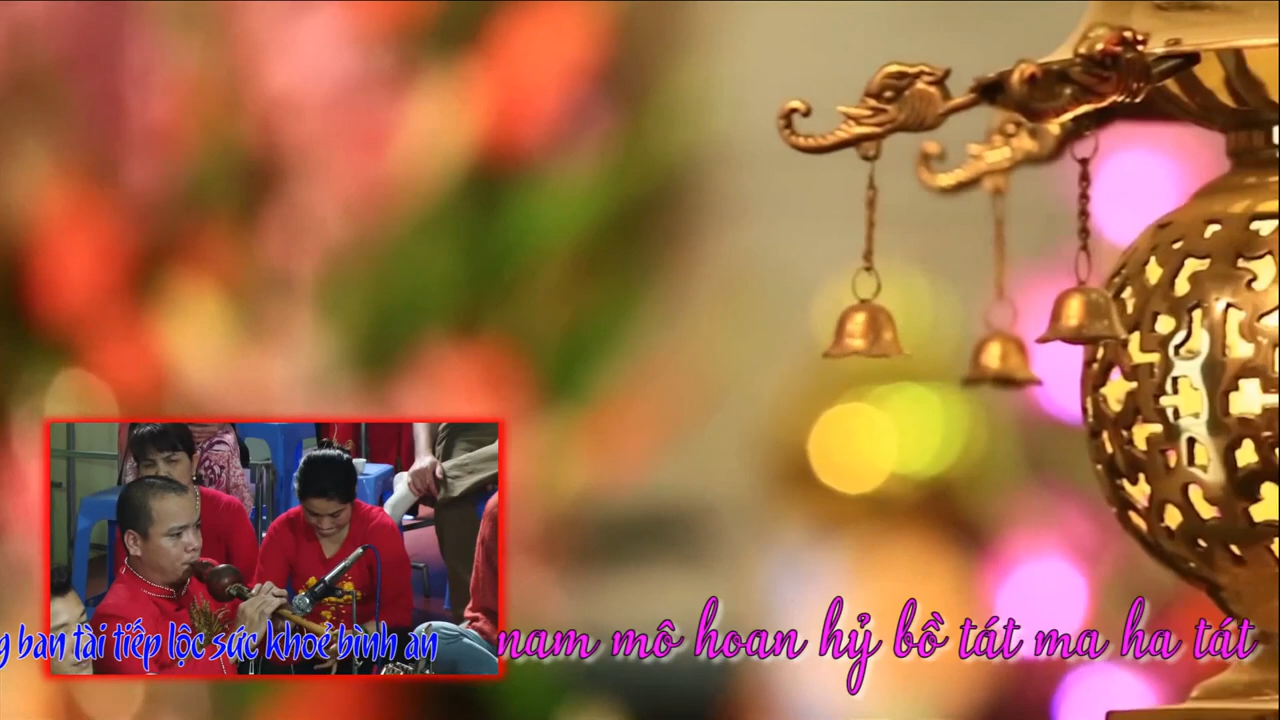 ban tài tiếp lộc sức khoẻ bình an
nam mô hoan hỷ bồ tát ma ha tát